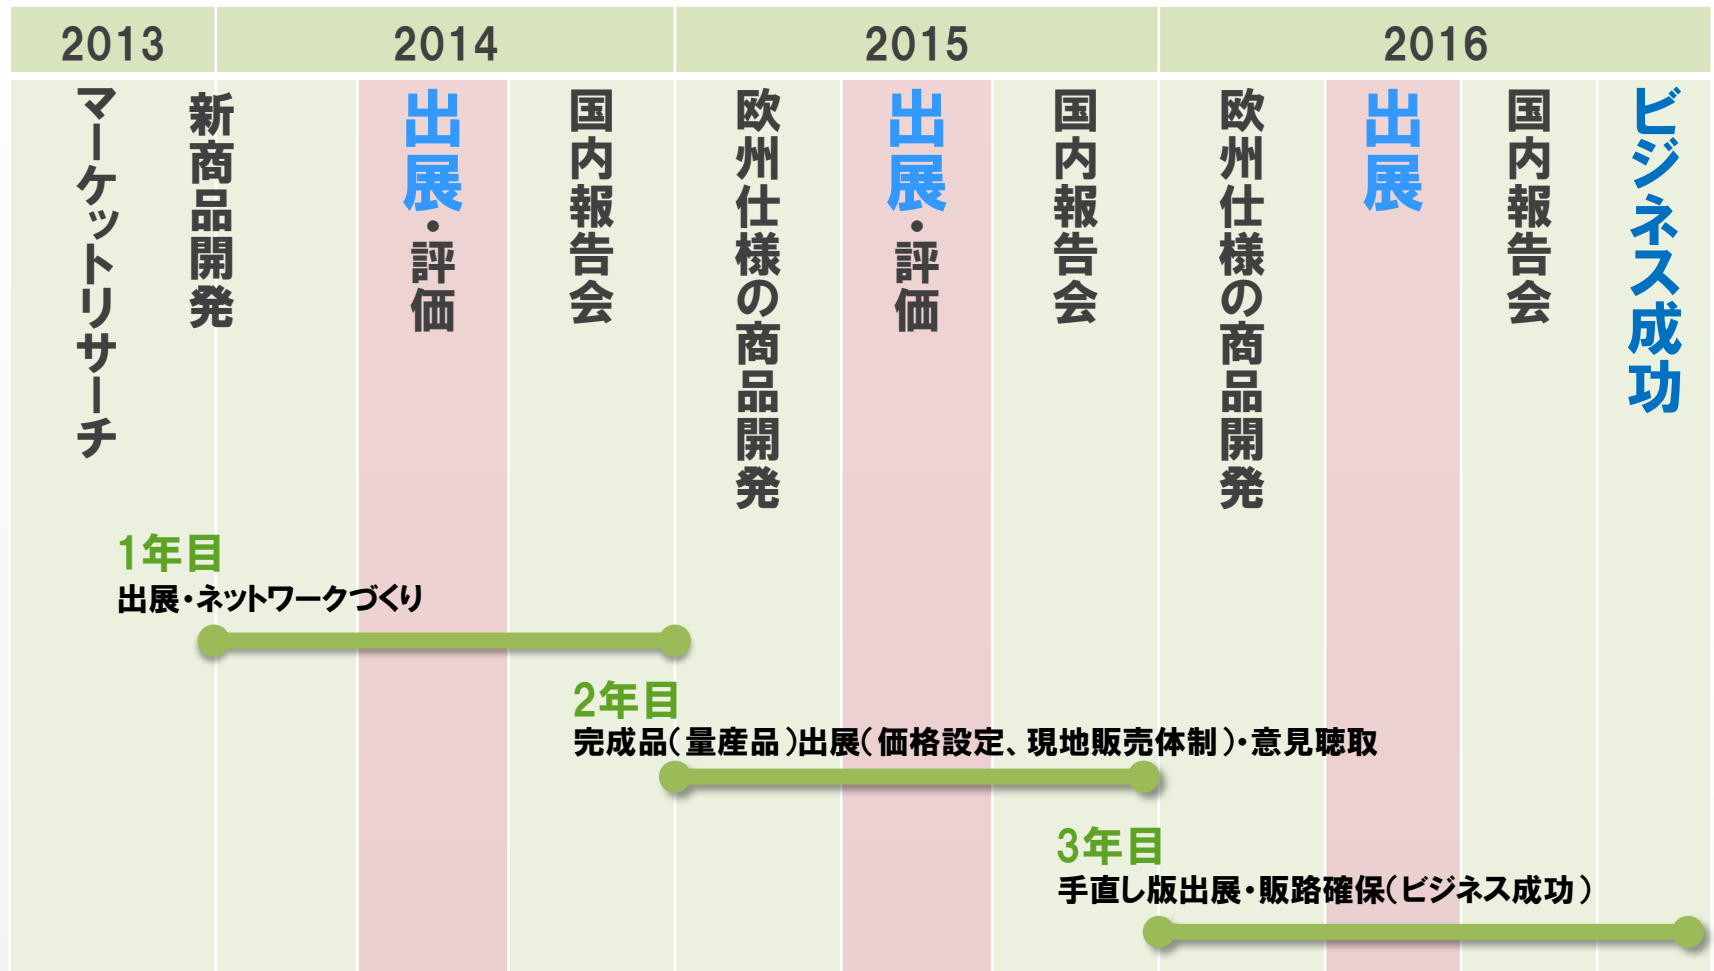 2013
2014
2015
2016
マーケットリサーチ
新商品開発
出展・評価
国内報告会
欧州仕様の商品開発
出展・評価
国内報告会
欧州仕様の商品開発
出展
国内報告会
ビジネス成功
1年目
出展・ネットワークづくり
2年目
完成品(量産品)出展(価格設定、現地販売体制)・意見聴取
3年目
手直し版出展・販路確保(ビジネス成功)